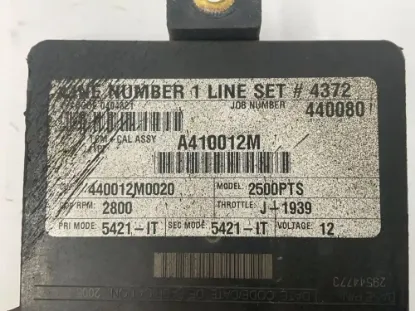 LINE NUMBER 1 LINE SET # 4372
JOB NUMBER 440080
+ CAL ASSY A410012M
440012M0020 MODEL: 2500PTS
RPM: 2800 THROTTLE: J-1939
PRI MODE: 5421-IT SEC MODE: 5421-IT VOLTAGE: 12
29544773